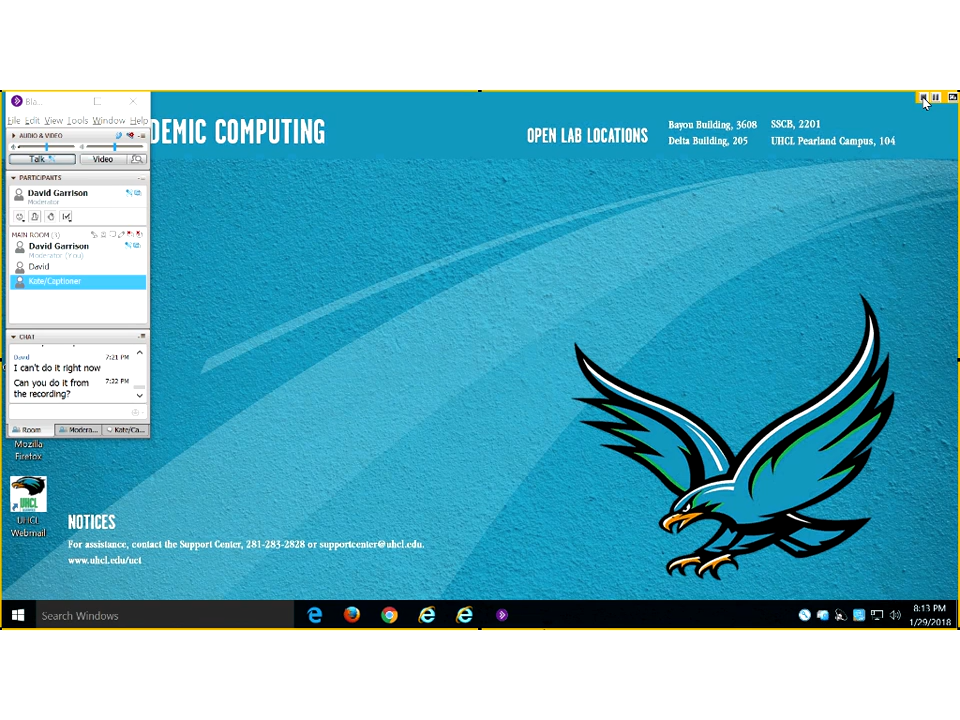 Bla...
File Edit View Tools Window Help
AUDIO & VIDEO
Talk
Video
PARTICIPANTS
David Garrison
Moderator
MAIN ROOM (3)
David Garrison
Moderator (You)
David
Kate/Captioner
CHAT
David 7:21 PM
I can't do it right now
Can you do it from 7:22 PM
the recording?
Room Modera... Kate/Ca...
DEMIC COMPUTING
OPEN LAB LOCATIONS
Bayou Building, 3608 SSCB, 2201
Delta Building, 205 UHCL Pearland Campus, 104
Mozilla
Firefox
UHCL
UHCL
Webmail
NOTICES
For assistance, contact the Support Center, 281-283-2828 or supportcenter@uhcl.edu.
www.uhcl.edu/uct
Search Windows
8:13 PM
1/29/2018